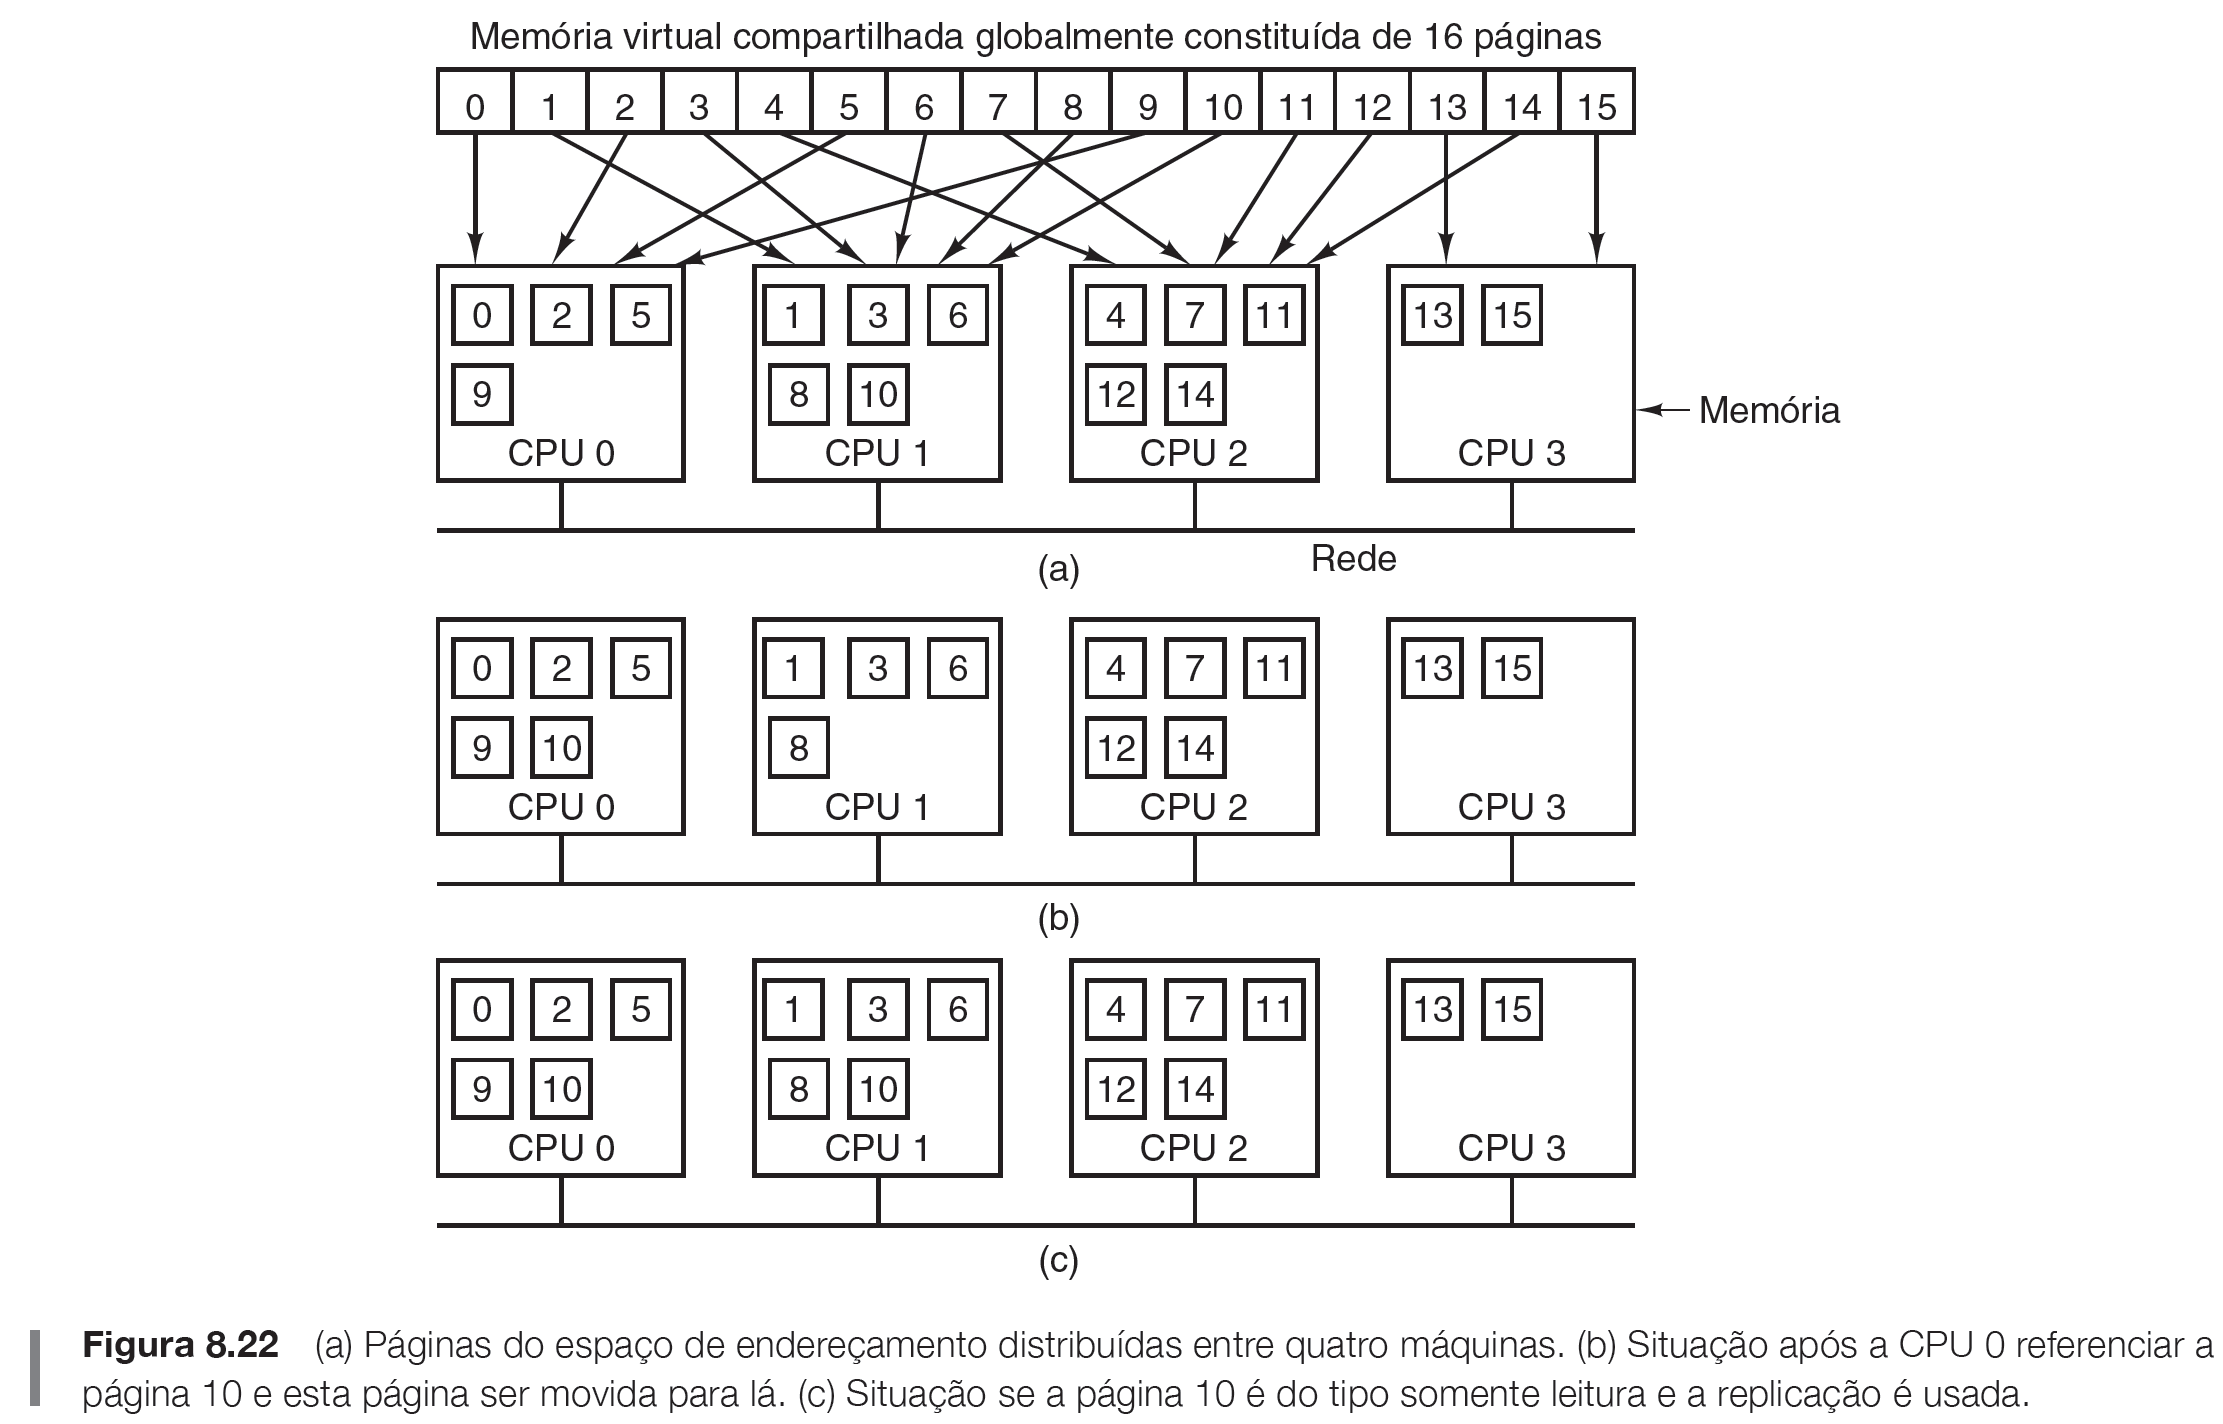 Memória virtual compartilhada globalmente constituída de 16 páginas
0 1 2 3 4 5 6 7 8 9 10 11 12 13 14 15
0 2 5 1 3 6 4 7 11 13 15
9 8 10 12 14
Memória
CPU 0 CPU 1 CPU 2 CPU 3
Rede
(a)
0 2 5 1 3 6 4 7 11 13 15
9 10 8 12 14
CPU 0 CPU 1 CPU 2 CPU 3
(b)
0 2 5 1 3 6 4 7 11 13 15
9 10 8 10 12 14
CPU 0 CPU 1 CPU 2 CPU 3
(c)
Figura 8.22 (a) Páginas do espaço de endereçamento distribuídas entre quatro máquinas. (b) Situação após a CPU 0 referenciar a
página 10 e esta página ser movida para lá. (c) Situação se a página 10 é do tipo somente leitura e a replicação é usada.